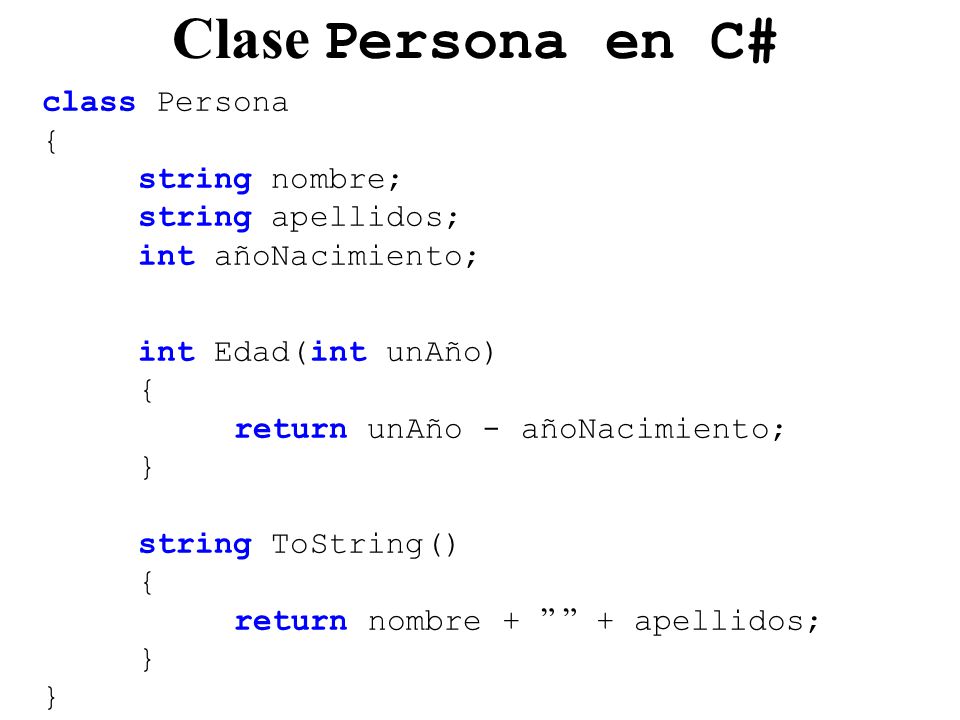 Clase Persona en C#
class Persona
{
string nombre;
string apellidos;
int añoNacimiento;
int Edad(int unAño)
{
return unAño - añoNacimiento;
}
string ToString()
{
return nombre + ” ” + apellidos;
}
}